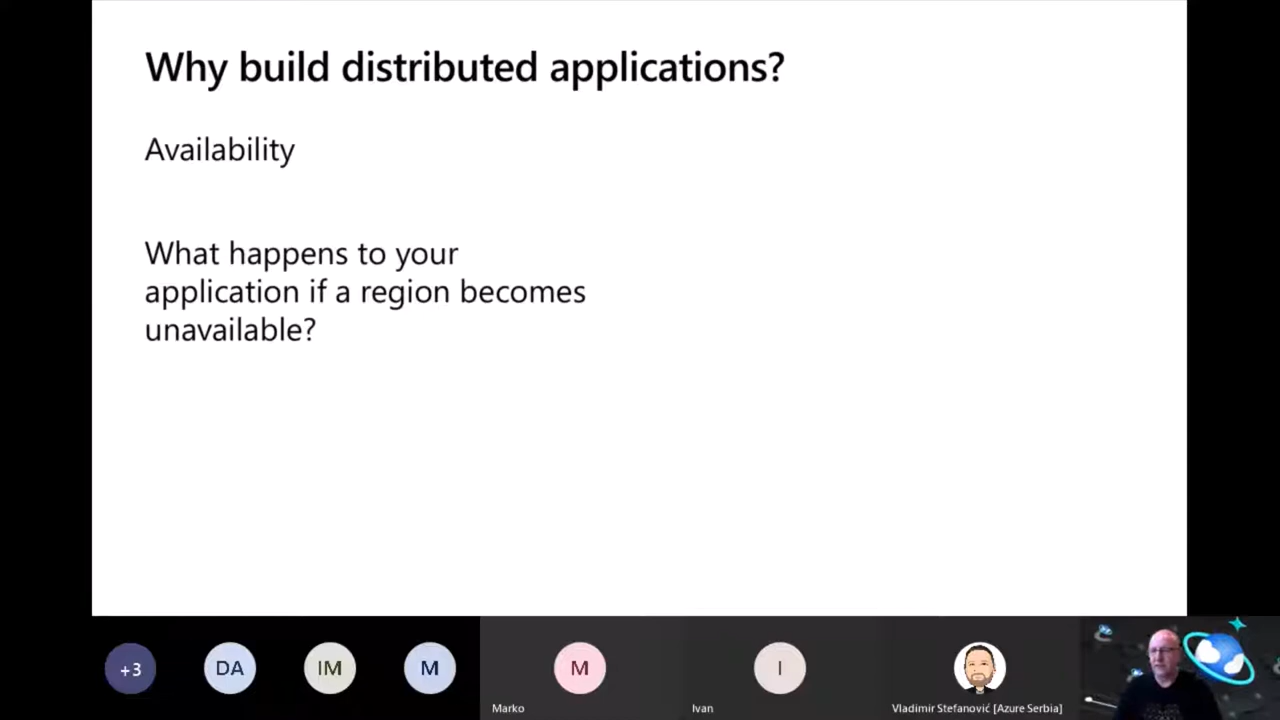 Why build distributed applications?
Availability
What happens to your
application if a region becomes
unavailable?
+3
DA
IM
M
M
I
Marko
Ivan
Vladimir Stefanović [Azure Serbia]